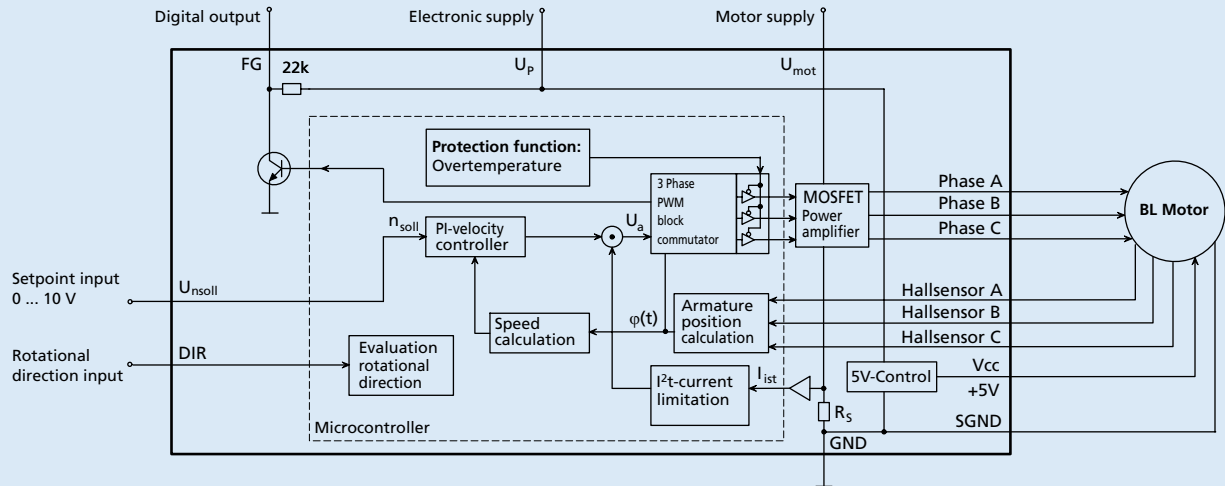 Digital output
Electronic supply
Motor supply
FG
22k
U_P
U_mot
Protection function:
Overtemperature
3 Phase
PWM
block
commutator
MOSFET
Power
amplifier
Phase A
Phase B
Phase C
BL Motor
n_soll
PI-velocity
controller
U_a
Setpoint input
0 ... 10 V
U_nsoll
Hallsensor A
Hallsensor B
Hallsensor C
Speed
calculation
φ(t)
Armature
position
calculation
Rotational
direction input
DIR
Evaluation
rotational
direction
I²t-current
limitation
I_ist
5V-Control
Vcc
+5V
R_S
SGND
Microcontroller
GND